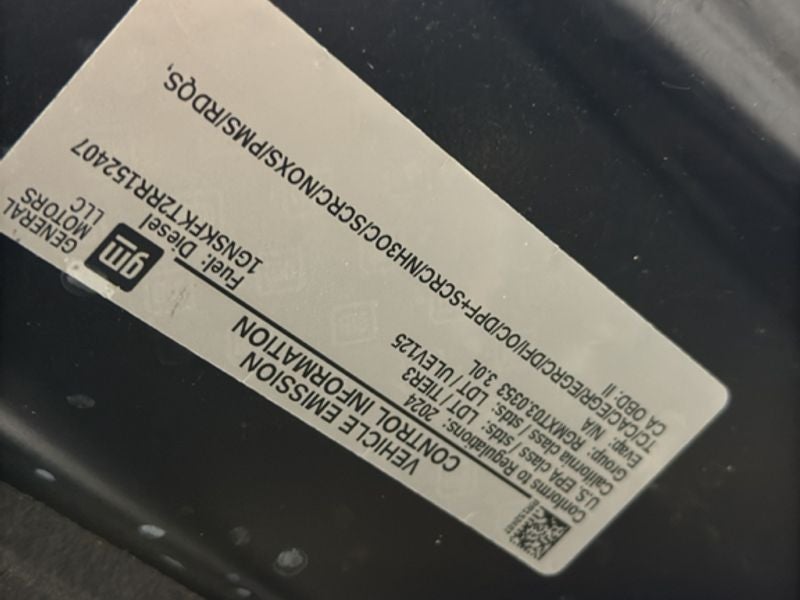 GENERAL
MOTORS
LLC
gm
VEHICLE EMISSION
CONTROL INFORMATION
Fuel: Diesel
1GNSKFKT2RR152407
Conforms to Regulations: 2024
U.S. EPA class / stds: LDT / TIER3
California class / stds: LDT / ULEV125
Group: RGMXT03.0353 3.0L
Evap: NA
TC/CAC/EGR/EGRC/DFI/OC/DPF+SCRC/NH3OC/SCRC/NOXS/PMS/RDQS,
CA OBD: II